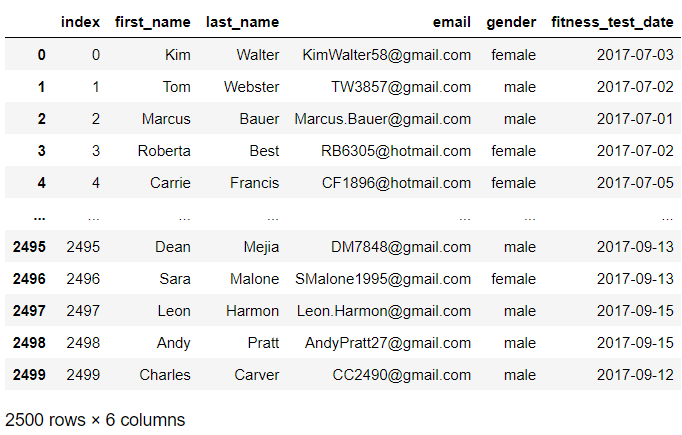 index first_name last_name email gender fitness_test_date
0 0 Kim Walter KimWalter58@gmail.com female 2017-07-03
1 1 Tom Webster TW3857@gmail.com male 2017-07-02
2 2 Marcus Bauer Marcus.Bauer@gmail.com male 2017-07-01
3 3 Roberta Best RB6305@hotmail.com female 2017-07-02
4 4 Carrie Francis CF1896@hotmail.com female 2017-07-05
... ... ... ... ... ... ...
2495 2495 Dean Mejia DM7848@gmail.com male 2017-09-13
2496 2496 Sara Malone SMalone1995@gmail.com female 2017-09-13
2497 2497 Leon Harmon Leon.Harmon@gmail.com male 2017-09-15
2498 2498 Andy Pratt AndyPratt27@gmail.com male 2017-09-15
2499 2499 Charles Carver CC2490@gmail.com male 2017-09-12
2500 rows × 6 columns